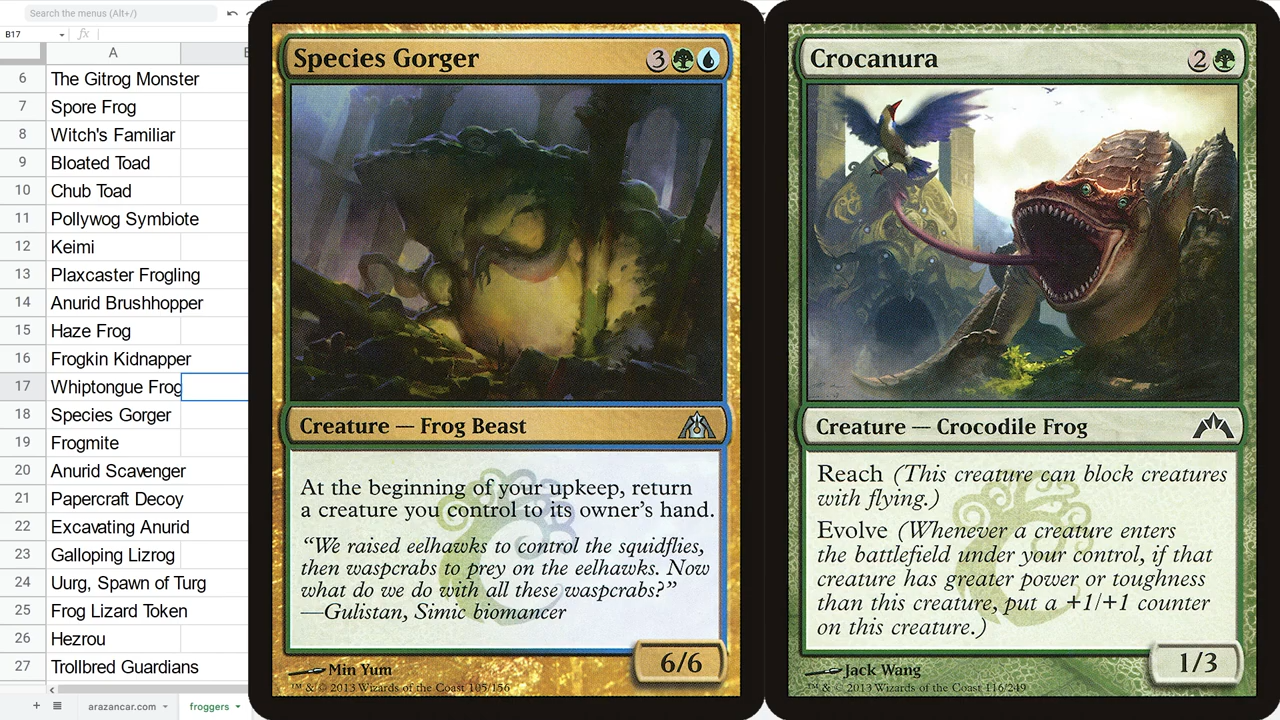 Search the menus (Alt+/)
B1
fx
A
6 The Gitrog Monster
7 Spore Frog
8 Witch's Familiar
9 Bloated Toad
10 Chub Toad
11 Pollywog Symbiote
12 Keimi
13 Plaxcaster Frogling
14 Anurid Brushhopper
15 Haze Frog
16 Frogkin Kidnapper
17 Whiptongue Frog
18 Species Gorger
19 Frogmite
20 Anurid Scavenger
21 Papercraft Decoy
22 Excavating Anurid
23 Galloping Lizrog
24 Uurg, Spawn of Turg
25 Frog Lizard Token
26 Hezrou
27 Trollbred Guardians
arazancar.com
froggers
Species Gorger 3
Creature — Frog Beast
At the beginning of your upkeep, return
a creature you control to its owner's hand.
“We raised eelhawks to control the squidflies,
then waspcrabs to prey on the eelhawks. Now
what do we do with all these waspcrabs?”
—Gulistan, Simic biomancer
6/6
Min Yum
™ & © 2013 Wizards of the Coast 105/156
Crocanura 2
Creature — Crocodile Frog
Reach (This creature can block creatures
with flying.)
Evolve (Whenever a creature enters
the battlefield under your control, if that
creature has greater power or toughness
than this creature, put a +1/+1 counter
on this creature.)
1/3
Jack Wang
™ & © 2013 Wizards of the Coast 116/249